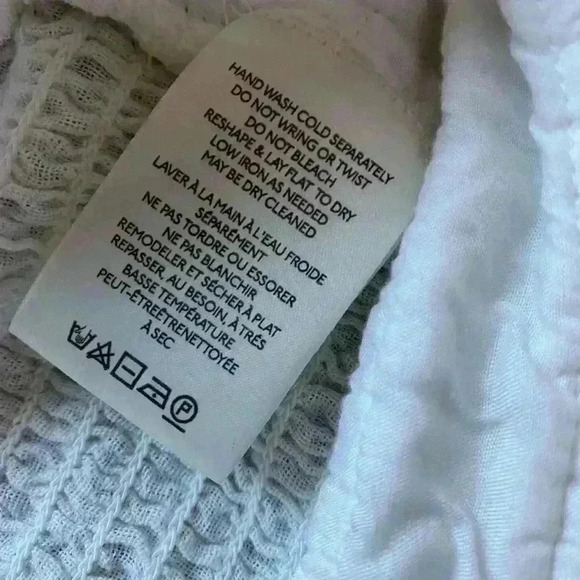 HAND WASH COLD SEPARATELY
DO NOT WRING OR TWIST
DO NOT BLEACH
RESHAPE & LAY FLAT TO DRY
LOW IRON AS NEEDED
MAY BE DRY CLEANED
LAVER À LA MAIN À L'EAU FROIDE
SÉPARÉMENT
NE PAS TORDRE OU ESSORER
NE PAS BLANCHIR
REMODELER ET SÉCHER À PLAT
REPASSER, AU BESOIN, À TRÉS
BASSE TEMPÉRATURE
PEUT-ÊTREÊTRENETTOYÉE
À SEC
P